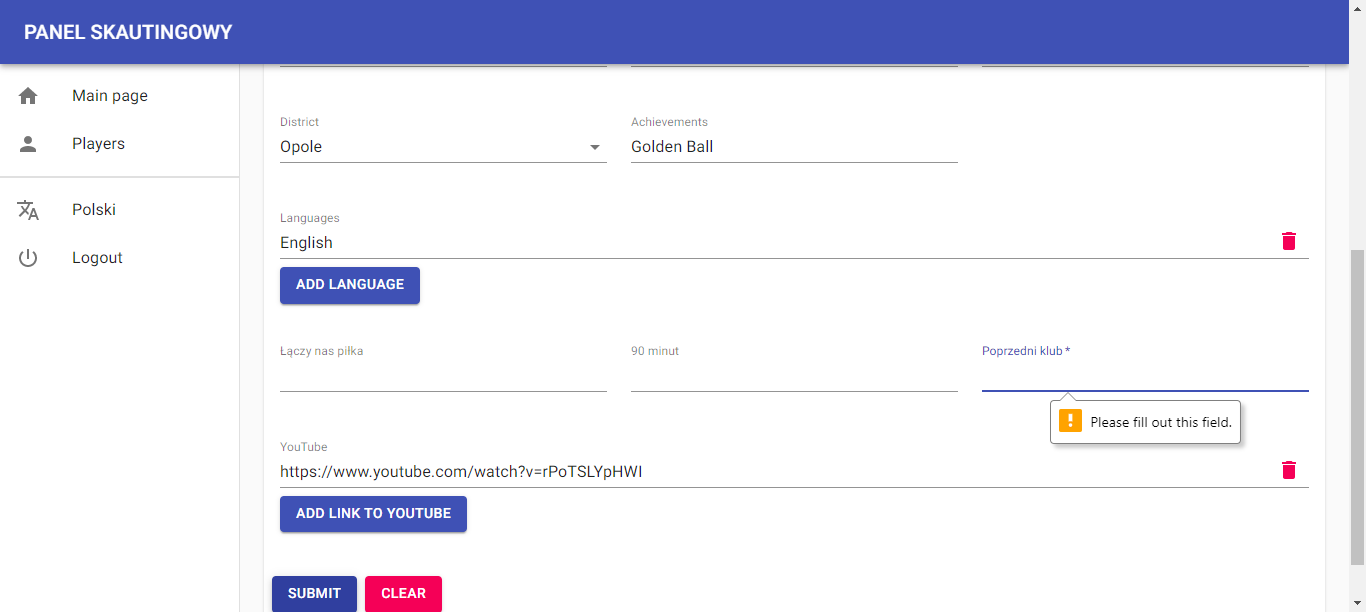 PANEL SKAUTINGOWY
Main page
Players
Polski
Logout
District
Opole
Achievements
Golden Ball
Languages
English
ADD LANGUAGE
Łączy nas piłka
90 minut
Poprzedni klub *
Please fill out this field.
YouTube
https://www.youtube.com/watch?v=rPoTSLYpHWI
ADD LINK TO YOUTUBE
SUBMIT
CLEAR